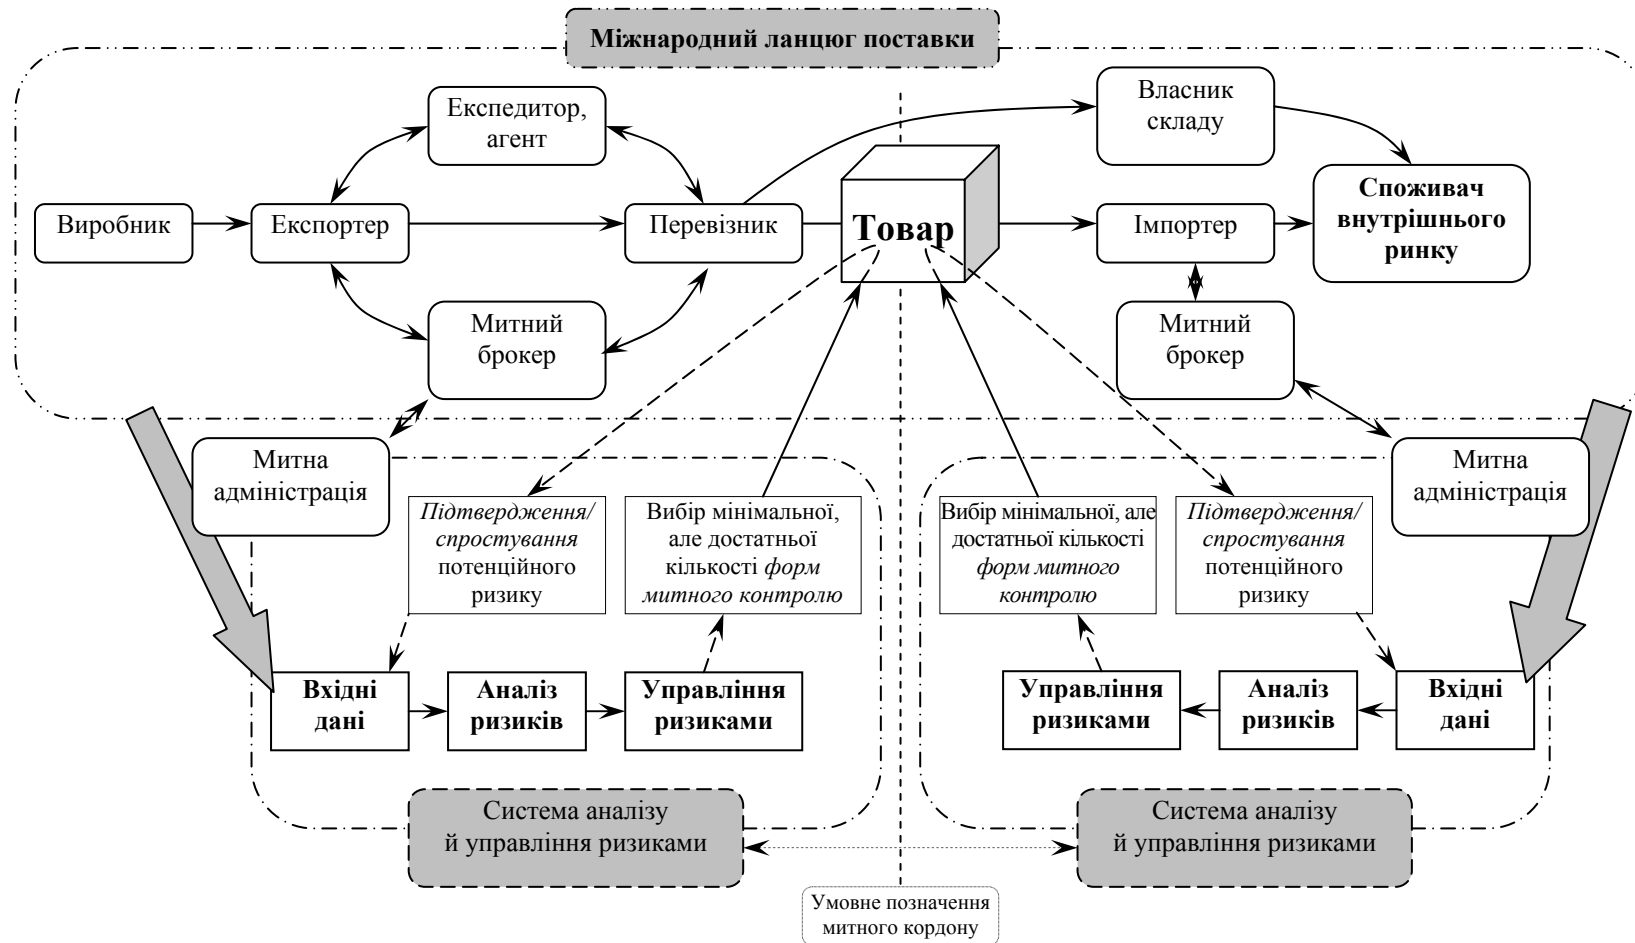 Міжнародний ланцюг поставки
Експедитор,
агент
Власник
складу
Виробник
Експортер
Перевізник
Товар
Імпортер
Споживач
внутрішнього
ринку
Митний
брокер
Митний
брокер
Митна
адміністрація
Митна
адміністрація
Підтвердження/
спростування
потенційного
ризику
Вибір мінімальної,
але достатньої
кількості форм
митного контролю
Вибір мінімальної, але
достатньої кількості
форм митного
контролю
Підтвердження/
спростування
потенційного
ризику
Вхідні
дані
Аналіз
ризиків
Управління
ризиками
Управління
ризиками
Аналіз
ризиків
Вхідні
дані
Система аналізу
й управління ризиками
Система аналізу
й управління ризиками
Умовне позначення
митного кордону